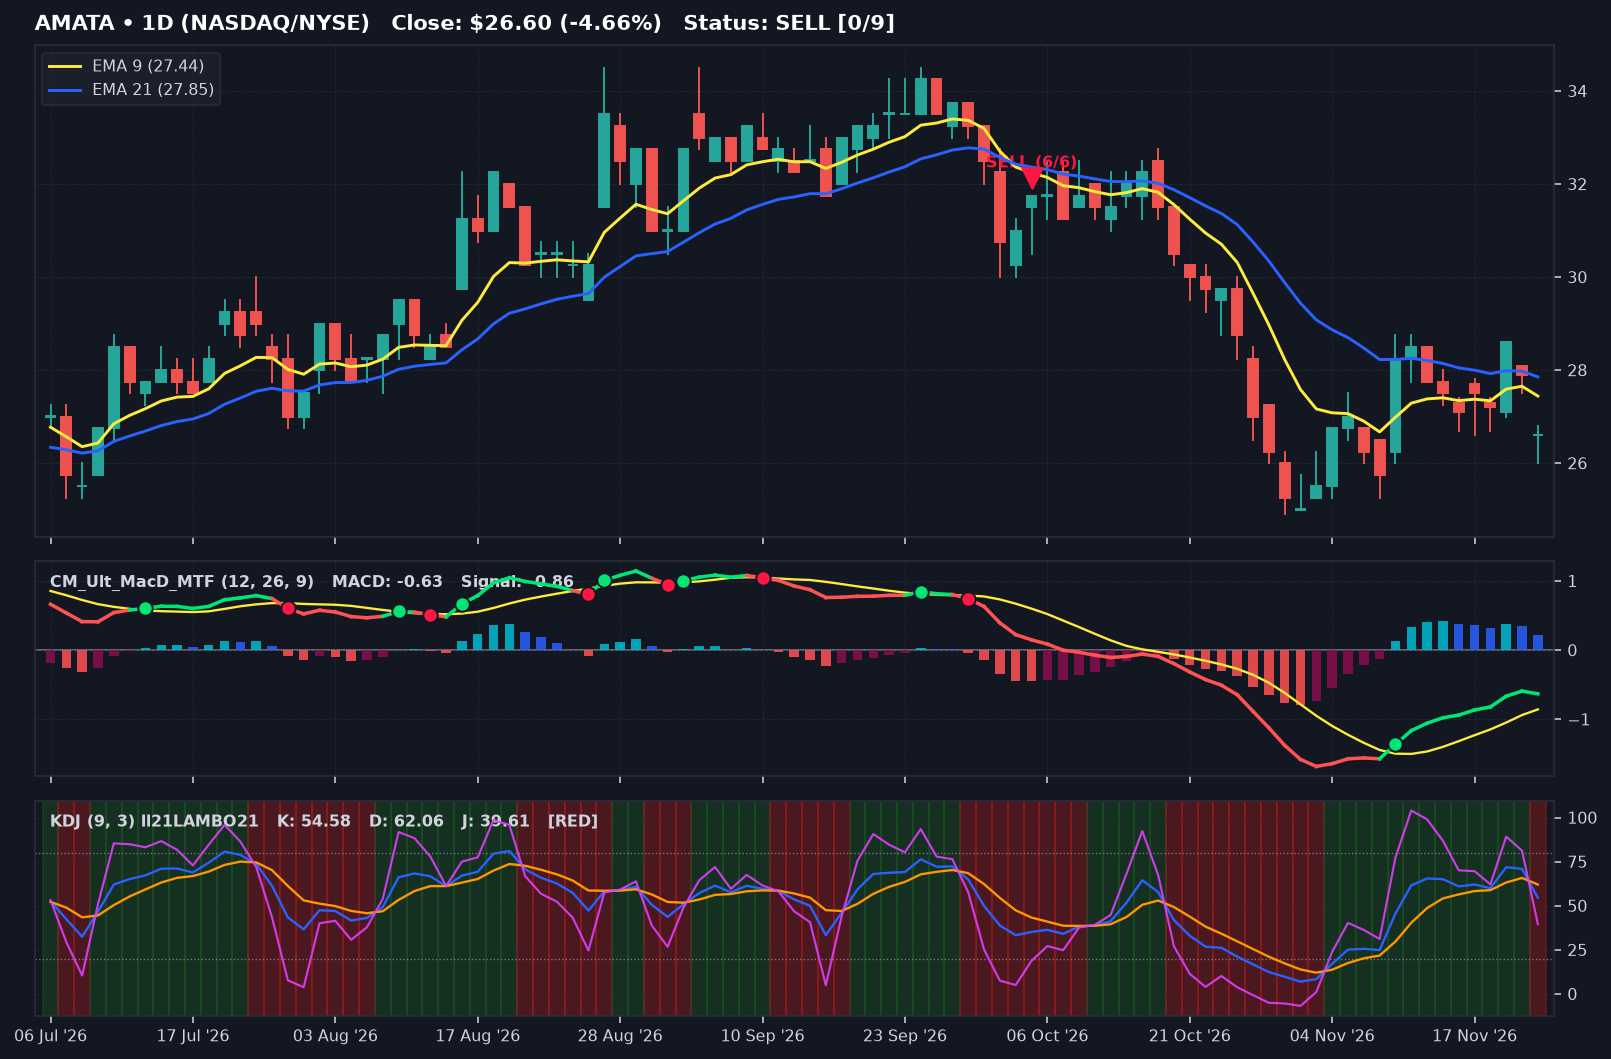 AMATA • 1D (NASDAQ/NYSE)   Close: $26.60 (-4.66%)   Status: SELL [0/9]
EMA 9 (27.44)
EMA 21 (27.85)
SELL (6/6)
34
32
30
28
26
CM_Ult_MacD_MTF (12, 26, 9)   MACD: -0.63   Signal: -0.86
1
0
−1
KDJ (9, 3) II21LAMBO21   K: 54.58   D: 62.06   J: 39.61   [RED]
100
75
50
25
0
06 Jul '26   17 Jul '26   03 Aug '26   17 Aug '26   28 Aug '26   10 Sep '26   23 Sep '26   06 Oct '26   21 Oct '26   04 Nov '26   17 Nov '26